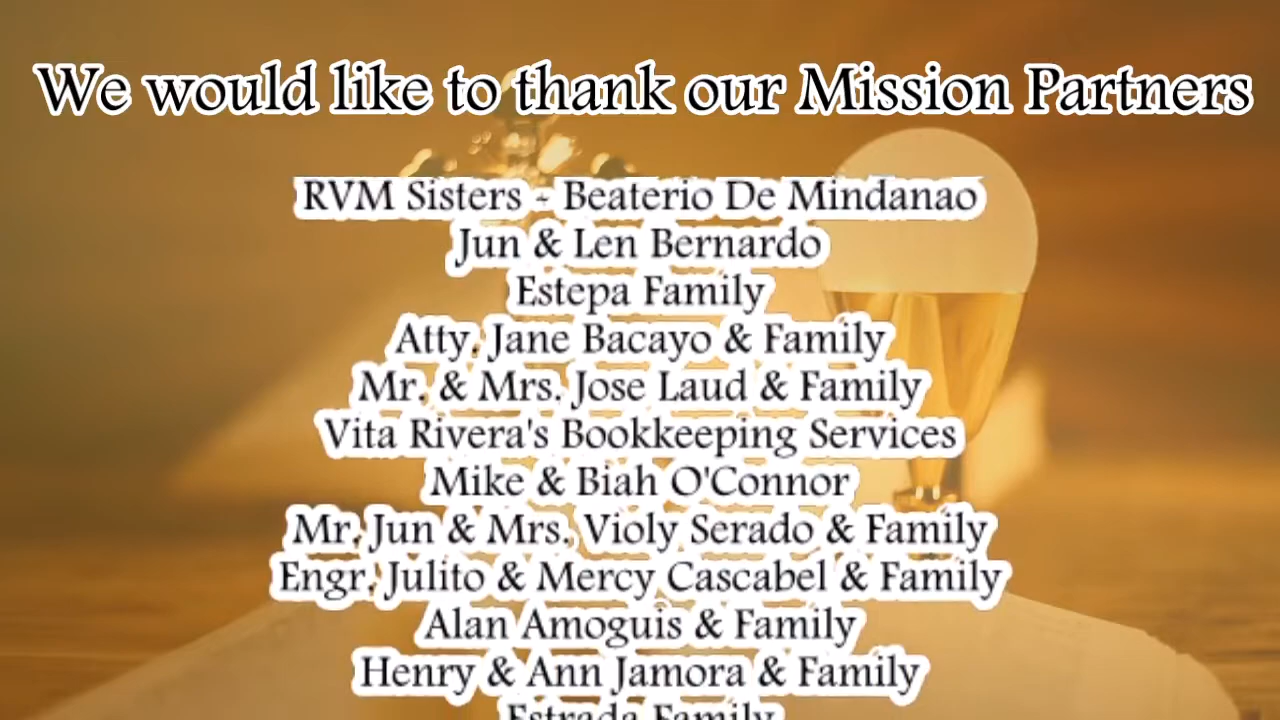 We would like to thank our Mission Partners
RVM Sisters - Beaterio De Mindanao
Jun & Len Bernardo
Estepa Family
Atty. Jane Bacayo & Family
Mr. & Mrs. Jose Laud & Family
Vita Rivera's Bookkeeping Services
Mike & Biah O'Connor
Mr. Jun & Mrs. Violy Serado & Family
Engr. Julito & Mercy Cascabel & Family
Alan Amoguis & Family
Henry & Ann Jamora & Family
Estrada Family